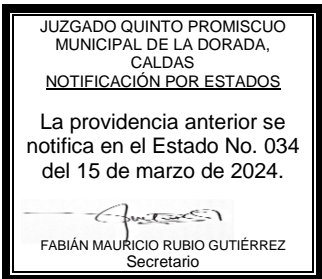 JUZGADO QUINTO PROMISCUO
MUNICIPAL DE LA DORADA,
CALDAS
NOTIFICACIÓN POR ESTADOS
La providencia anterior se
notifica en el Estado No. 034
del 15 de marzo de 2024.
FABIÁN MAURICIO RUBIO GUTIÉRREZ
Secretario